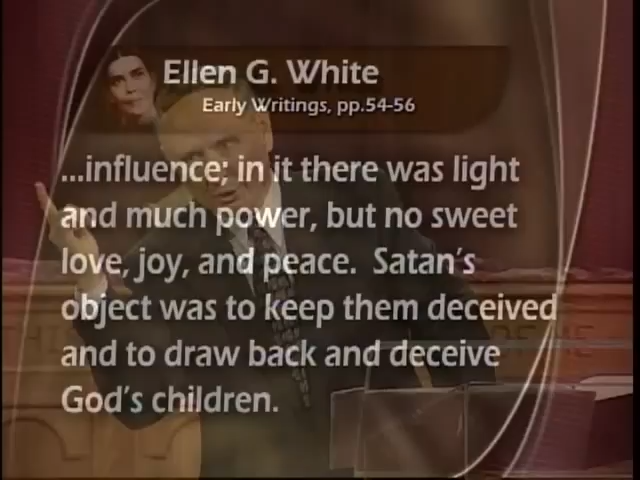 Ellen G. White
Early Writings, pp.54-56
...influence; in it there was light
and much power, but no sweet
love, joy, and peace. Satan's
object was to keep them deceived
and to draw back and deceive
God's children.
OF ME